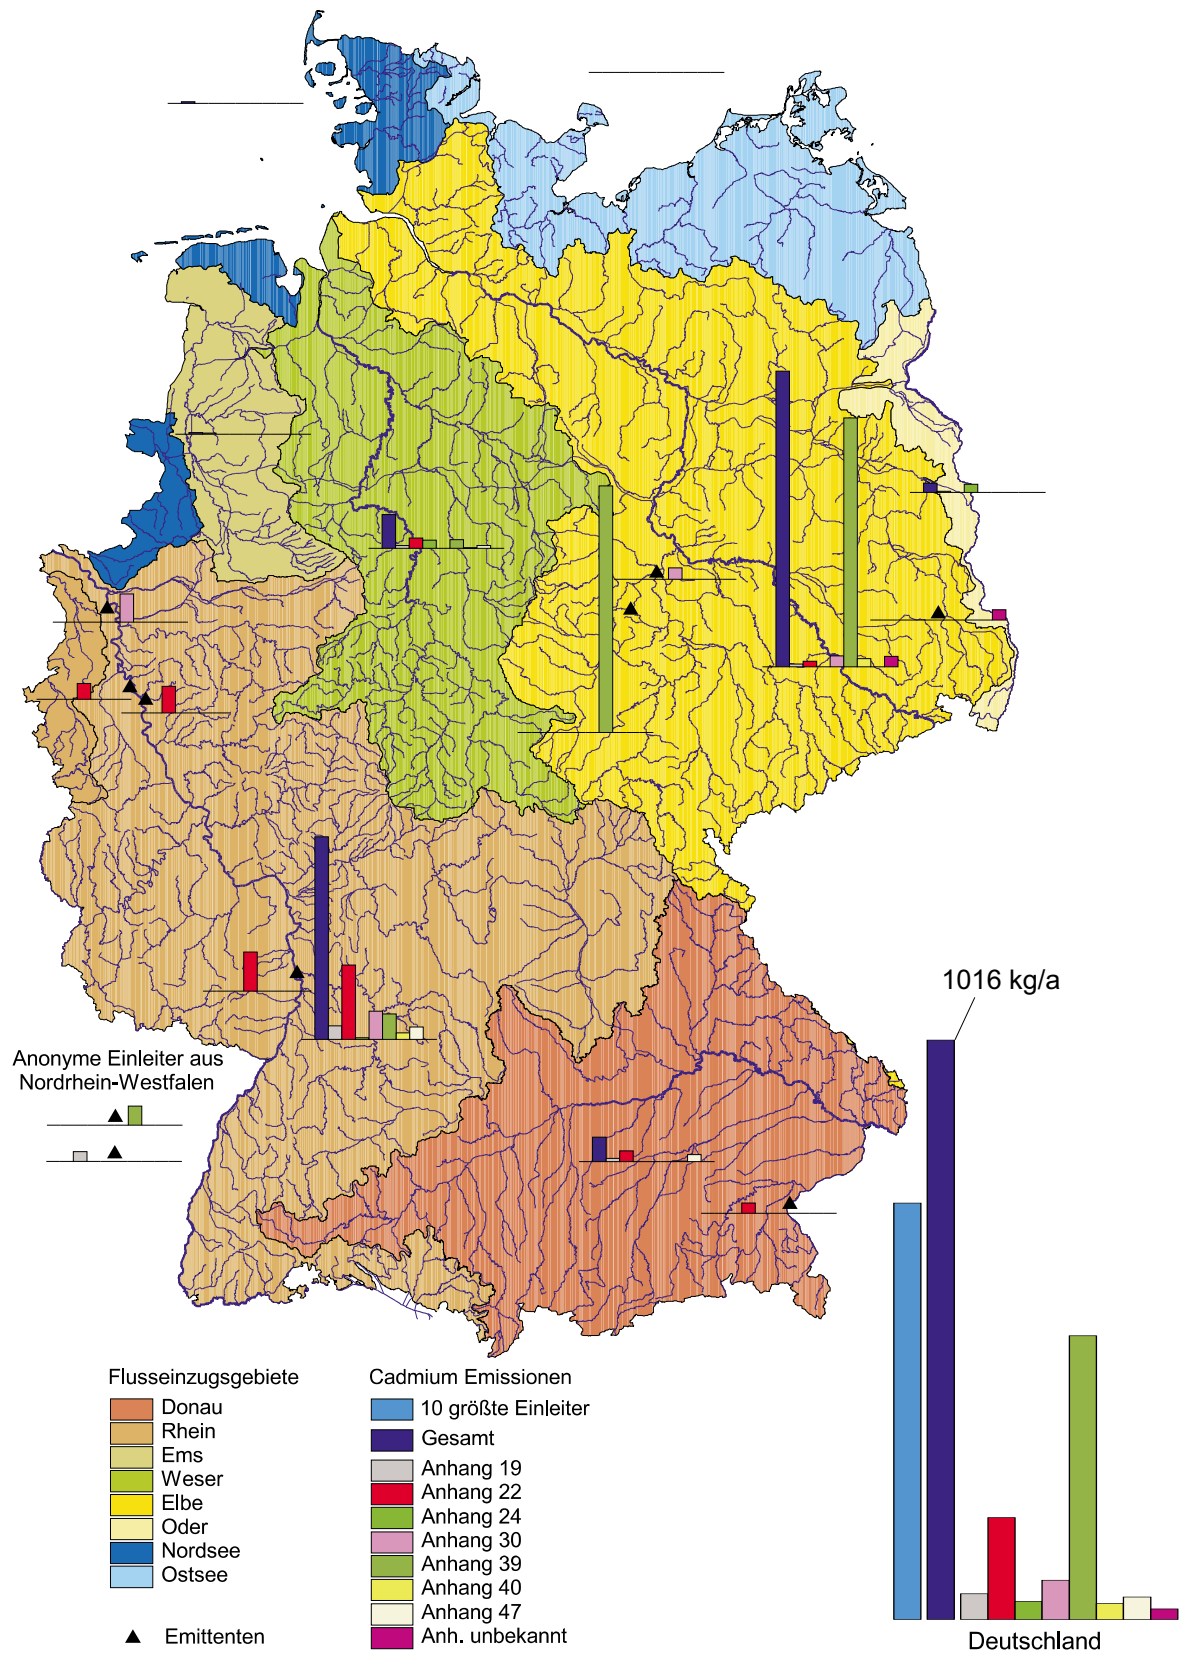 1016 kg/a
Anonyme Einleiter aus
Nordrhein-Westfalen
Flusseinzugsgebiete
Donau
Rhein
Ems
Weser
Elbe
Oder
Nordsee
Ostsee
Emittenten
Cadmium Emissionen
10 größte Einleiter
Gesamt
Anhang 19
Anhang 22
Anhang 24
Anhang 30
Anhang 39
Anhang 40
Anhang 47
Anh. unbekannt
Deutschland